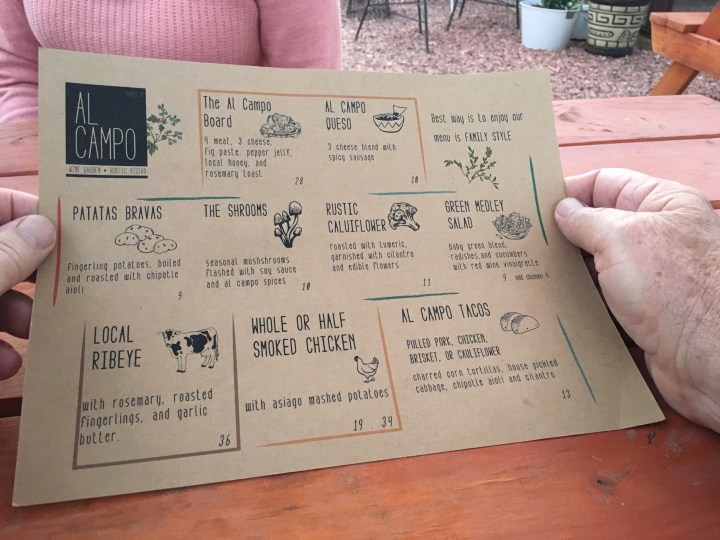 AL
CAMPO
WINE GARDEN • RUSTIC BISTRO
The Al Campo
Board
4 meat, 3 cheese,
Fig paste, pepper jelly,
local honey, and
rosemary toast
28
AL CAMPO
QUESO
3 cheese blend with
spicy sausage
10
Best way is to enjoy our
menu is FAMILY STYLE
PATATAS BRAVAS
fingerling potatoes, boiled
and roasted with chipotle
aioli
9
THE SHROOMS
seasonal mushshrooms
flashed with soy sauce
and al campo spices
10
RUSTIC
CALUIFLOWER
roasted with tumeric,
garnished with cilantro
and edible flowers
11
GREEN MEDLEY
SALAD
baby green blend,
radishes,and cucumbers
with red wine vinaigrette
9 add chicken 4
LOCAL
RIBEYE
with rosemary, roasted
fingerlings, and garlic
butter.
36
WHOLE OR HALF
SMOKED CHICKEN
with asiago mashed potatoes
19 . 34
AL CAMPO TACOS
PULLED PORK, CHICKEN,
BRISKET, OR CAULIFLOWER
charred corn tortillas, house pickled
cabbage, chipotle aioli and cilantro
13